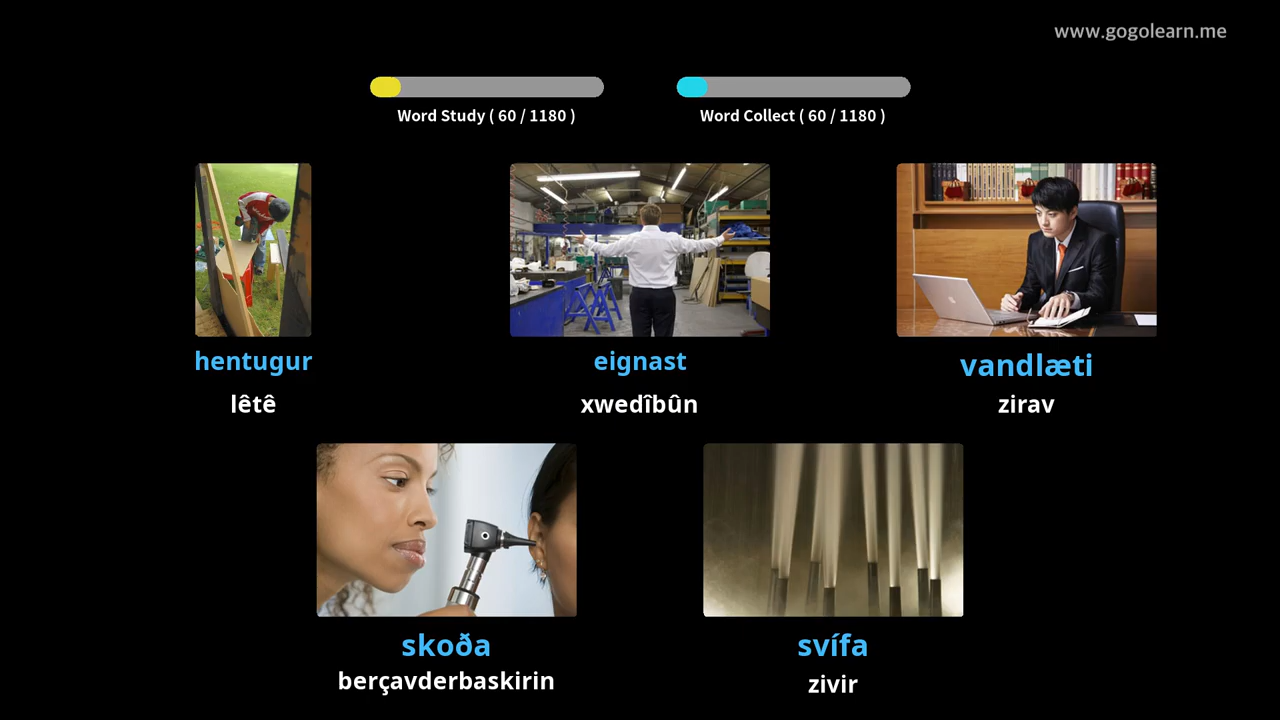 www.gogolearn.me
Word Study ( 60 / 1180 )
Word Collect ( 60 / 1180 )
hentugur
eignast
vandlæti
lêtê
xwedîbûn
zirav
skoða
svífa
berçavderbaskirin
zivir